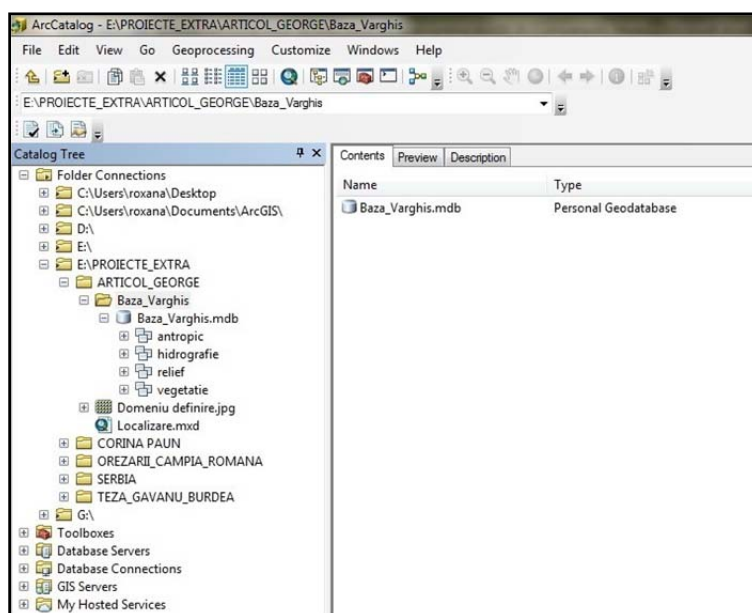 ArcCatalog - E:\PROIECTE_EXTRA\ARTICOL_GEORGE\Baza_Varghis
File Edit View Go Geoprocessing Customize Windows Help
E:\PROIECTE_EXTRA\ARTICOL_GEORGE\Baza_Varghis
Catalog Tree
Folder Connections
C:\Users\roxana\Desktop
C:\Users\roxana\Documents\ArcGIS\
D:\
E:\
E:\PROIECTE_EXTRA
ARTICOL_GEORGE
Baza_Varghis
Baza_Varghis.mdb
antropic
hidrografie
relief
vegetatie
Domeniu definire.jpg
Localizare.mxd
CORINA PAUN
OREZARII_CAMPIA_ROMANA
SERBIA
TEZA_GAVANU_BURDEA
G:\
Toolboxes
Database Servers
Database Connections
GIS Servers
My Hosted Services
Contents Preview Description
Name Type
Baza_Varghis.mdb Personal Geodatabase